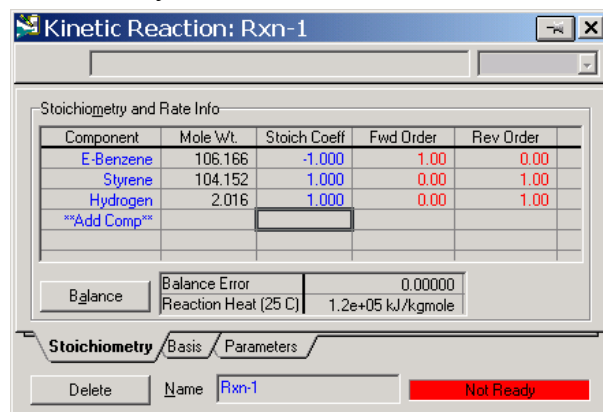 Kinetic Reaction: Rxn-1
Stoichiometry and Rate Info
Component Mole Wt. Stoich Coeff Fwd Order Rev Order
E-Benzene 106.166 -1.000 1.00 0.00
Styrene 104.152 1.000 0.00 1.00
Hydrogen 2.016 1.000 0.00 1.00
**Add Comp**
Balance
Balance Error 0.00000
Reaction Heat (25 C) 1.2e+05 kJ/kgmole
Stoichiometry Basis Parameters
Delete Name Rxn-1 Not Ready